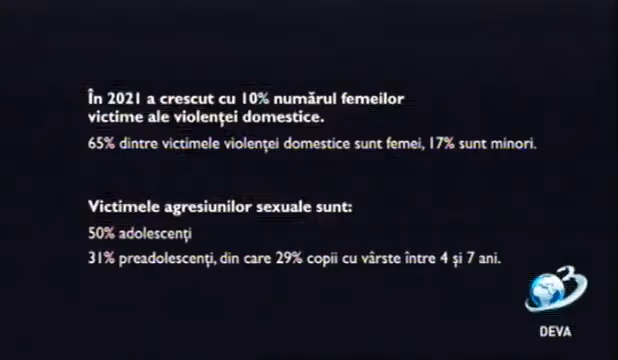 În 2021 a crescut cu 10% numărul femeilor
victime ale violenței domestice.
65% dintre victimele violenței domestice sunt femei, 17% sunt minori.
Victimele agresiunilor sexuale sunt:
50% adolescenți
31% preadolescenți, din care 29% copii cu vârste între 4 și 7 ani.
3
DEVA